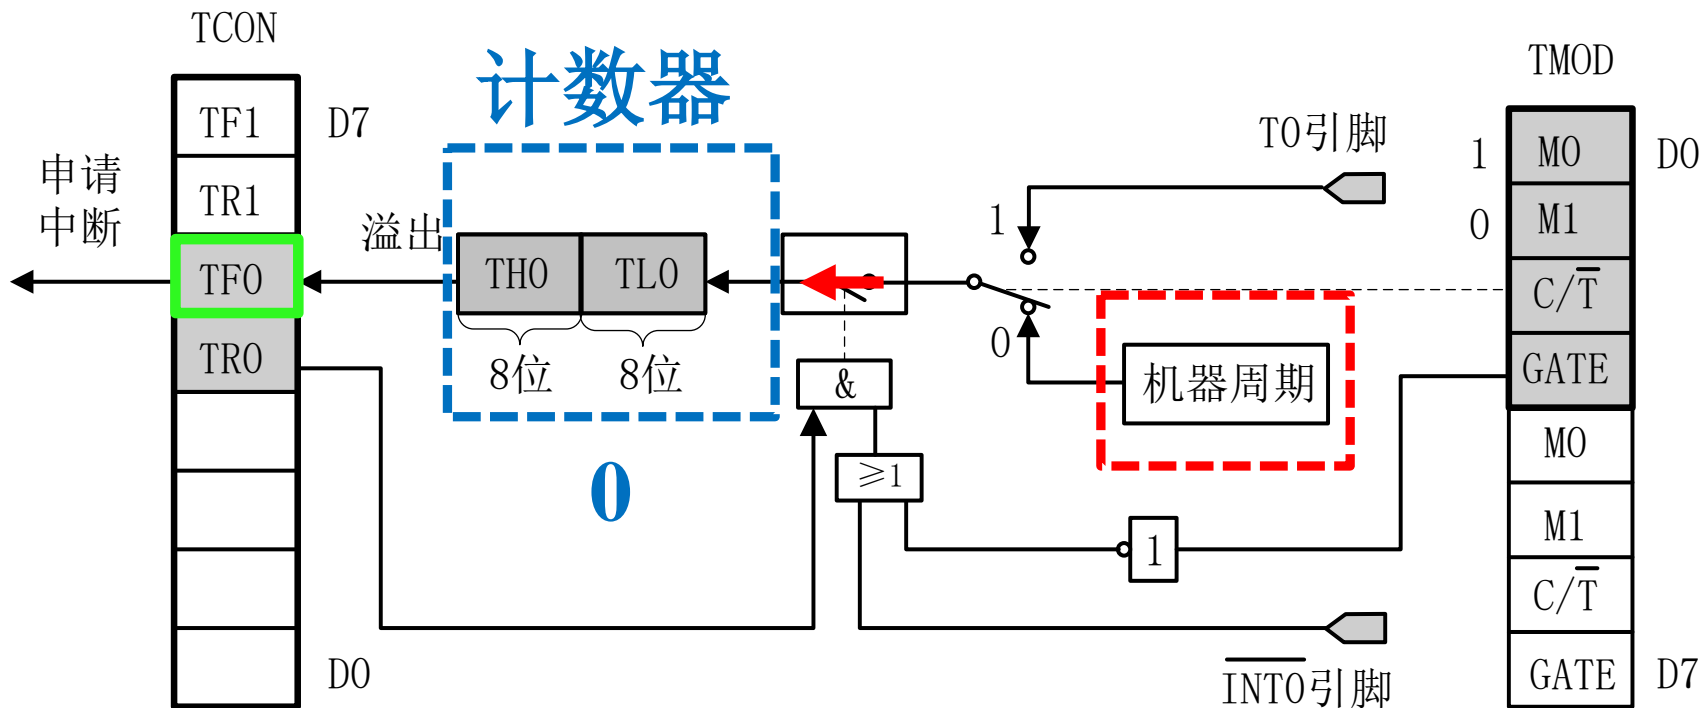 TCON
TF1
D7
TR1
TF0
TR0
D0
申请
中断
溢出
计数器
TH0
TL0
8位
8位
0
&
≥1
1
0
T0引脚
机器周期
1
INT0引脚
TMOD
1
M0
D0
0
M1
C/T
GATE
M0
M1
C/T
GATE
D7